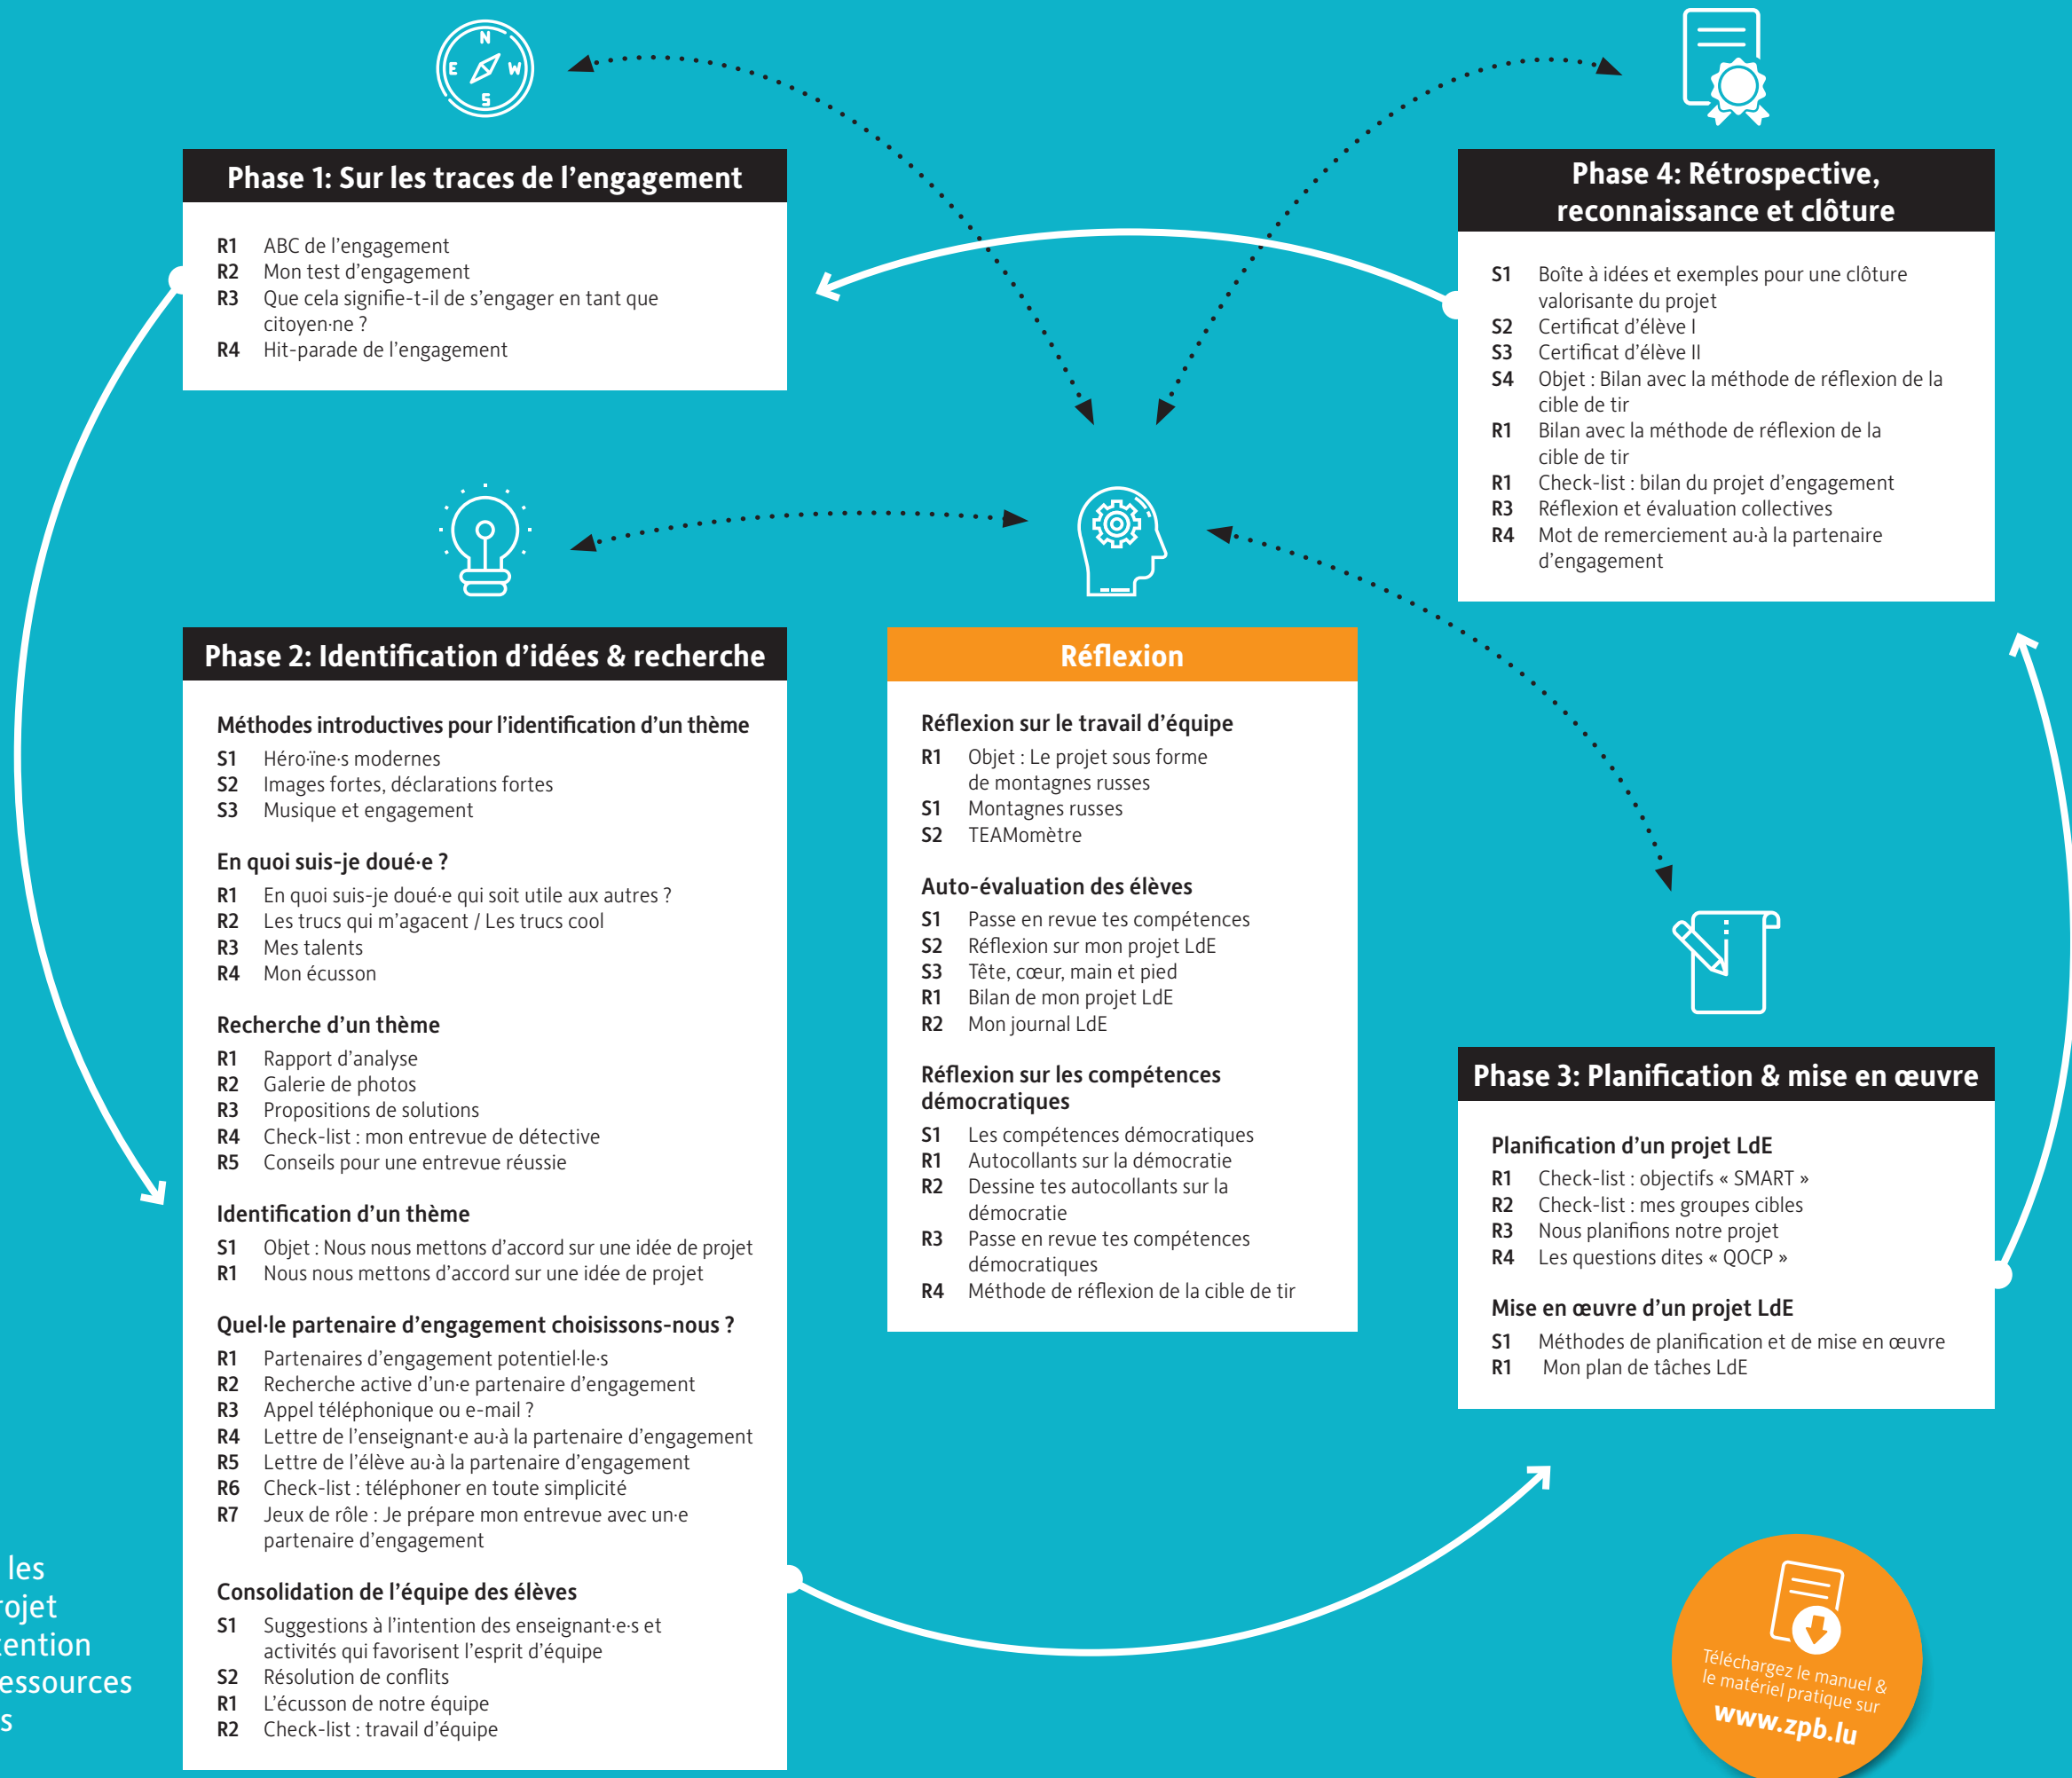 N
E W
S
Phase 1: Sur les traces de l'engagement
R1 ABC de l'engagement
R2 Mon test d'engagement
R3 Que cela signifie-t-il de s'engager en tant que
citoyen·ne ?
R4 Hit-parade de l'engagement
Phase 2: Identification d'idées & recherche
Méthodes introductives pour l'identification d'un thème
S1 Héro·ïne·s modernes
S2 Images fortes, déclarations fortes
S3 Musique et engagement
En quoi suis-je doué·e ?
R1 En quoi suis-je doué·e qui soit utile aux autres ?
R2 Les trucs qui m'agacent / Les trucs cool
R3 Mes talents
R4 Mon écusson
Recherche d'un thème
R1 Rapport d'analyse
R2 Galerie de photos
R3 Propositions de solutions
R4 Check-list : mon entrevue de détective
R5 Conseils pour une entrevue réussie
Identification d'un thème
S1 Objet : Nous nous mettons d'accord sur une idée de projet
R1 Nous nous mettons d'accord sur une idée de projet
Quel·le partenaire d'engagement choisissons-nous ?
R1 Partenaires d'engagement potentiel·le·s
R2 Recherche active d'un·e partenaire d'engagement
R3 Appel téléphonique ou e-mail ?
R4 Lettre de l'enseignant·e au·à la partenaire d'engagement
R5 Lettre de l'élève au·à la partenaire d'engagement
R6 Check-list : téléphoner en toute simplicité
R7 Jeux de rôle : Je prépare mon entrevue avec un·e
partenaire d'engagement
Consolidation de l'équipe des élèves
S1 Suggestions à l'intention des enseignant·e·s et
activités qui favorisent l'esprit d'équipe
S2 Résolution de conflits
R1 L'écusson de notre équipe
R2 Check-list : travail d'équipe
Réflexion
Réflexion sur le travail d'équipe
R1 Objet : Le projet sous forme
de montagnes russes
S1 Montagnes russes
S2 TEAMomètre
Auto-évaluation des élèves
S1 Passe en revue tes compétences
S2 Réflexion sur mon projet LdE
S3 Tête, cœur, main et pied
R1 Bilan de mon projet LdE
R2 Mon journal LdE
Réflexion sur les compétences
démocratiques
S1 Les compétences démocratiques
R1 Autocollants sur la démocratie
R2 Dessine tes autocollants sur la
démocratie
R3 Passe en revue tes compétences
démocratiques
R4 Méthode de réflexion de la cible de tir
Phase 4: Rétrospective,
reconnaissance et clôture
S1 Boîte à idées et exemples pour une clôture
valorisante du projet
S2 Certificat d'élève I
S3 Certificat d'élève II
S4 Objet : Bilan avec la méthode de réflexion de la
cible de tir
R1 Bilan avec la méthode de réflexion de la
cible de tir
R1 Check-list : bilan du projet d'engagement
R3 Réflexion et évaluation collectives
R4 Mot de remerciement au·à la partenaire
d'engagement
Phase 3: Planification & mise en œuvre
Planification d'un projet LdE
R1 Check-list : objectifs « SMART »
R2 Check-list : mes groupes cibles
R3 Nous planifions notre projet
R4 Les questions dites « QOCP »
Mise en œuvre d'un projet LdE
S1 Méthodes de planification et de mise en œuvre
R1 Mon plan de tâches LdE
les
rojet
tention
essources
s
Téléchargez le manuel &
le matériel pratique sur
www.zpb.lu